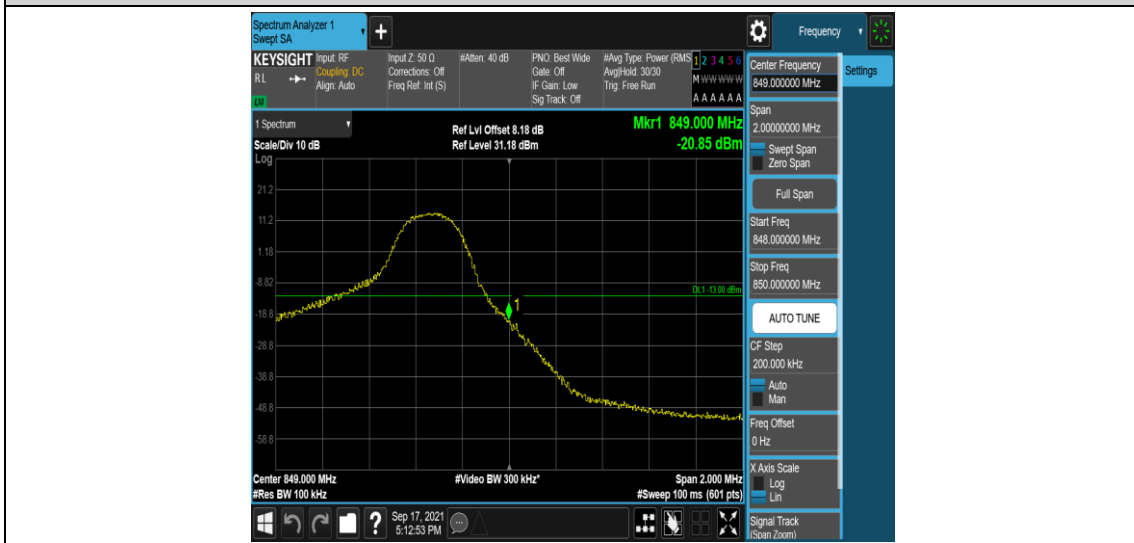 Spectrum Analyzer 1
Swept SA
+
Frequency
KEYSIGHT
RL
LXI
Input: RF
Coupling: DC
Align: Auto
Input Z: 50 Ω
Corrections: Off
Freq Ref: Int (S)
#Atten: 40 dB
PNO: Best Wide
Gate: Off
IF Gain: Low
Sig Track: Off
#Avg Type: Power (RMS
Avg|Hold: 30/30
Trig: Free Run
1 2 3 4 5 6
M W W W W W
A A A A A A
1 Spectrum
Scale/Div 10 dB
Ref Lvl Offset 8.18 dB
Ref Level 31.18 dBm
Mkr1 849.000 MHz
-20.85 dBm
Log
21.2
11.2
1.18
-8.82
-18.8
-28.8
-38.8
-48.8
-58.8
DL1 -13.00 dBm
1
Center 849.000 MHz
#Video BW 300 kHz*
Span 2.000 MHz
#Res BW 100 kHz
#Sweep 100 ms (601 pts)
Center Frequency
849.000000 MHz
Settings
Span
2.00000000 MHz
Swept Span
Zero Span
Full Span
Start Freq
848.000000 MHz
Stop Freq
850.000000 MHz
AUTO TUNE
CF Step
200.000 kHz
Auto
Man
Freq Offset
0 Hz
X Axis Scale
Log
Lin
Signal Track
(Span Zoom)
?
Sep 17, 2021
5:12:53 PM